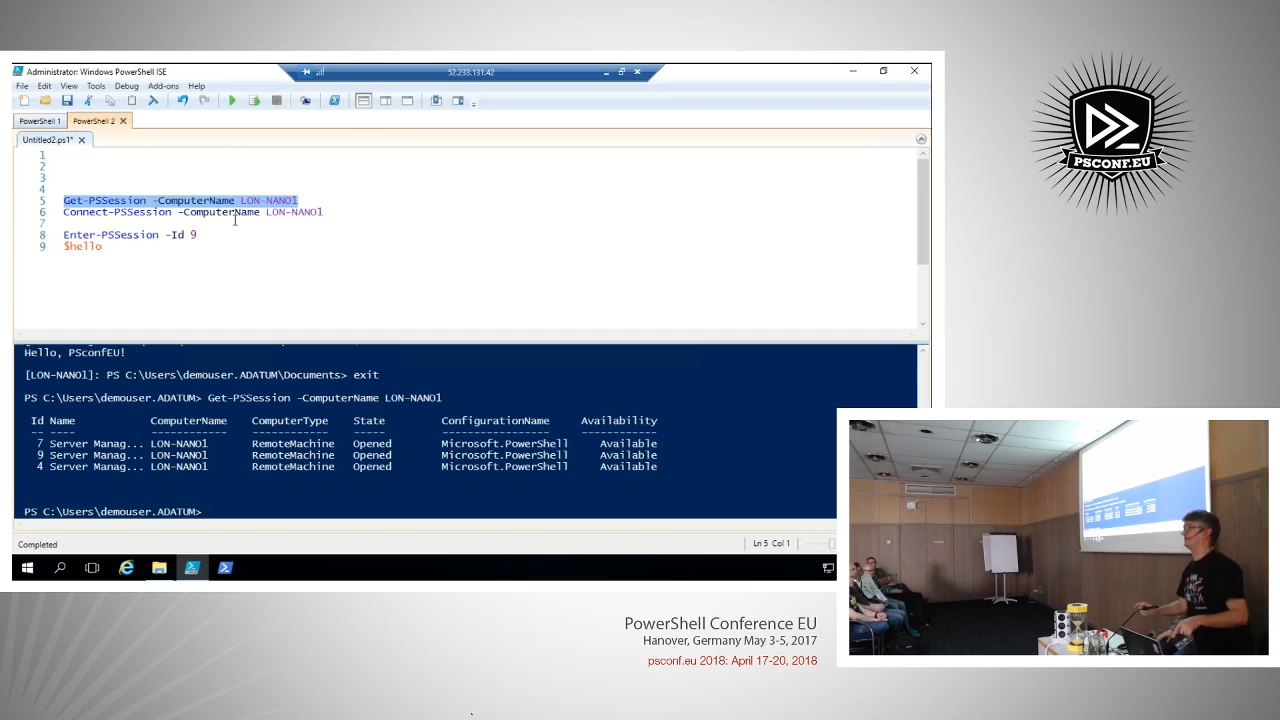 Administrator: Windows PowerShell ISE
52.233.131.42
File Edit View Tools Debug Add-ons Help
PowerShell 1 PowerShell 2
Untitled2.ps1*
1
2
3
4
5 Get-PSSession -ComputerName LON-NANO1
6 Connect-PSSession -ComputerName LON-NANO1
7
8 Enter-PSSession -Id 9
9 $hello
Hello, PSconfEU!
[LON-NANO1]: PS C:\Users\demouser.ADATUM\Documents> exit
PS C:\Users\demouser.ADATUM> Get-PSSession -ComputerName LON-NANO1
Id Name ComputerName ComputerType State ConfigurationName Availability
-- ---- ------------ ------------ ----- ----------------- ------------
7 Server Manag... LON-NANO1 RemoteMachine Opened Microsoft.PowerShell Available
9 Server Manag... LON-NANO1 RemoteMachine Opened Microsoft.PowerShell Available
4 Server Manag... LON-NANO1 RemoteMachine Opened Microsoft.PowerShell Available
PS C:\Users\demouser.ADATUM>
Completed
Ln 5 Col 1
PSCONF.EU
PowerShell Conference EU
Hanover, Germany May 3-5, 2017
psconf.eu 2018: April 17-20, 2018